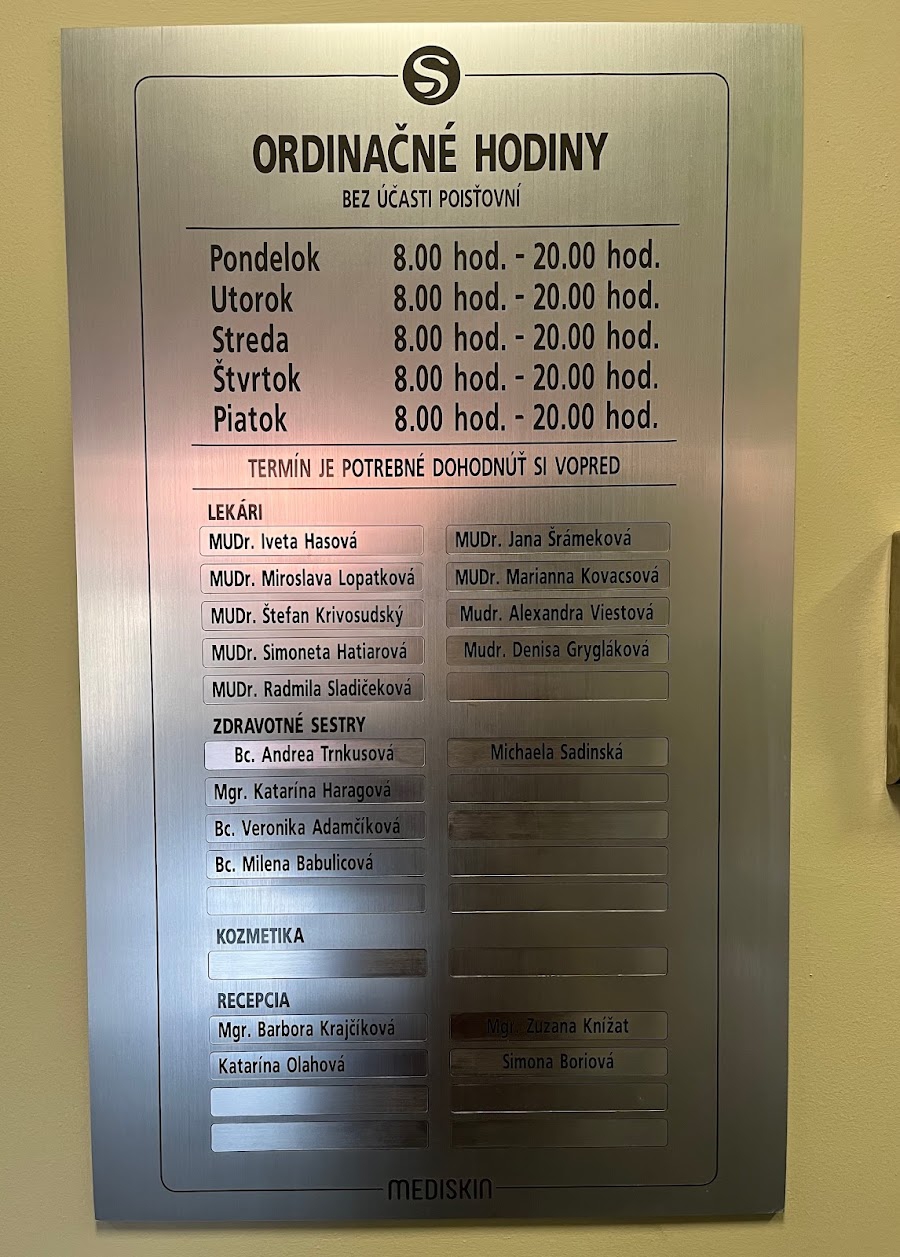 S
ORDINAČNÉ HODINY
BEZ ÚČASTI POISŤOVNÍ
Pondelok 8.00 hod. - 20.00 hod.
Utorok 8.00 hod. - 20.00 hod.
Streda 8.00 hod. - 20.00 hod.
Štvrtok 8.00 hod. - 20.00 hod.
Piatok 8.00 hod. - 20.00 hod.
TERMÍN JE POTREBNÉ DOHODNÚŤ SI VOPRED
LEKÁRI
MUDr. Iveta Hasová MUDr. Jana Šrámeková
MUDr. Miroslava Lopatková MUDr. Marianna Kovacsová
MUDr. Štefan Krivosudský Mudr. Alexandra Viestová
MUDr. Simoneta Hatiarová Mudr. Denisa Grygláková
MUDr. Radmila Sladičeková
ZDRAVOTNÉ SESTRY
Bc. Andrea Trnkusová Michaela Sadinská
Mgr. Katarína Haragová
Bc. Veronika Adamčíková
Bc. Milena Babulicová
KOZMETIKA
RECEPCIA
Mgr. Barbora Krajčíková Mgr. Zuzana Knížat
Katarína Olahová Simona Boriová
MEDISKIN